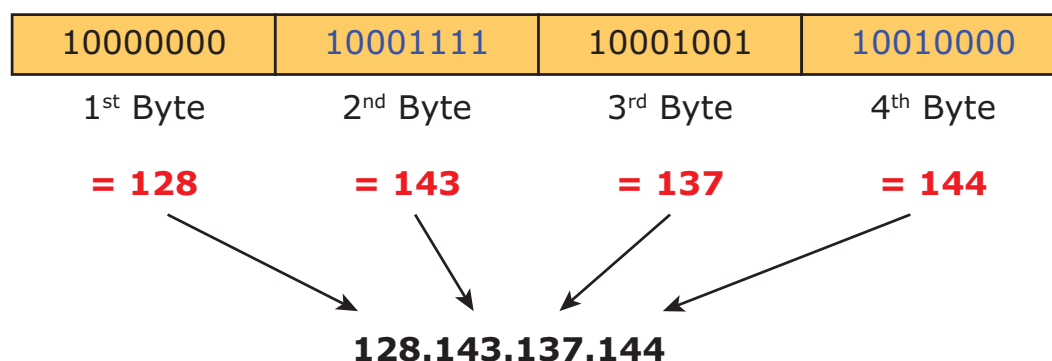 10000000 10001111 10001001 10010000
1st Byte 2nd Byte 3rd Byte 4th Byte
= 128 = 143 = 137 = 144
128.143.137.144